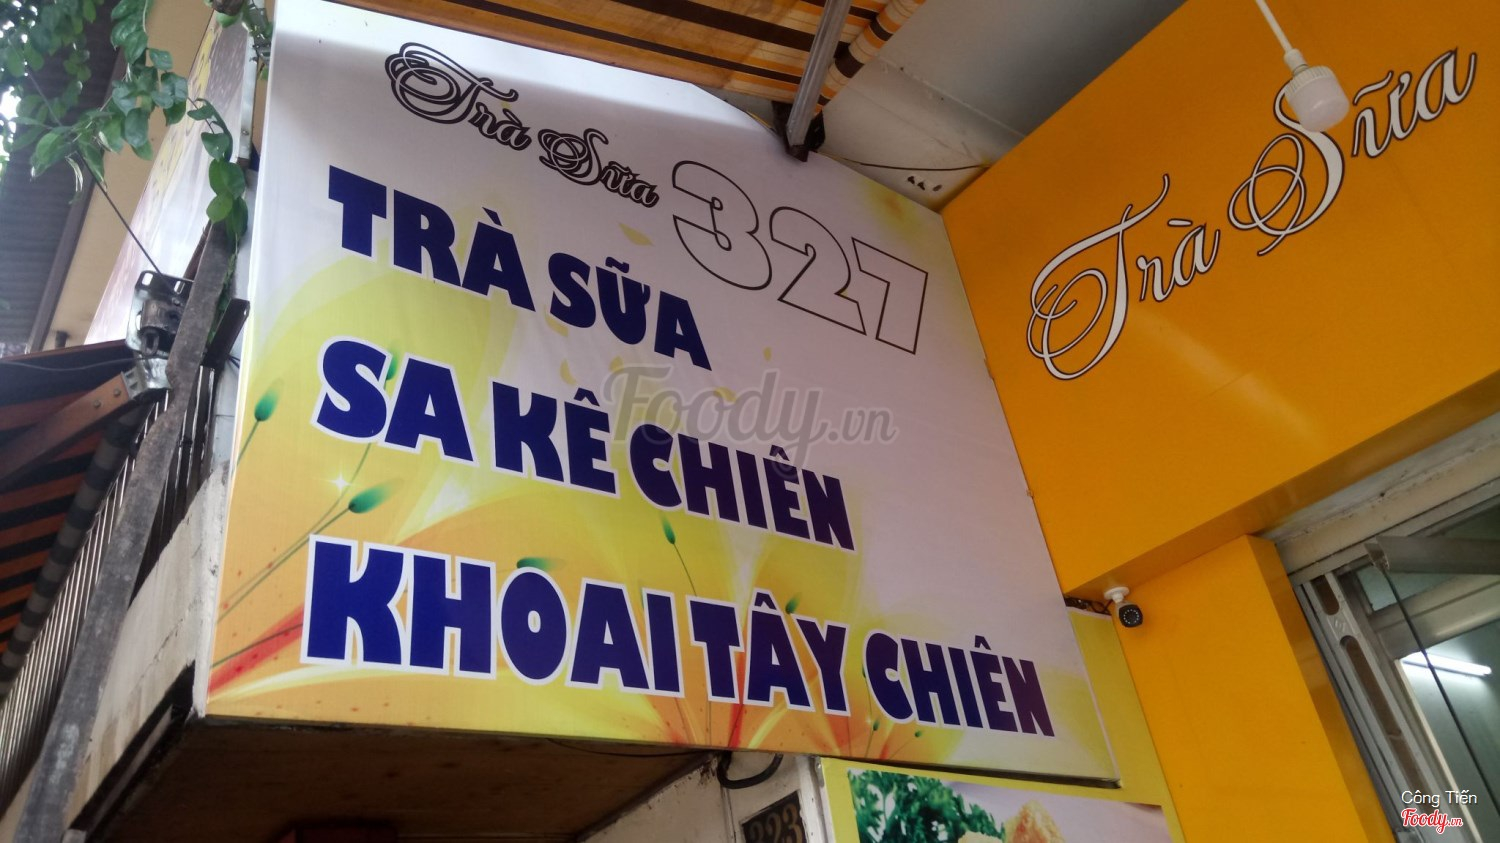 Trà Sữa 327
TRÀ SỮA
SA KÊ CHIÊN
KHOAI TÂY CHIÊN
Trà Sữa
Foody.vn
223
Công Tiến
Foody.vn